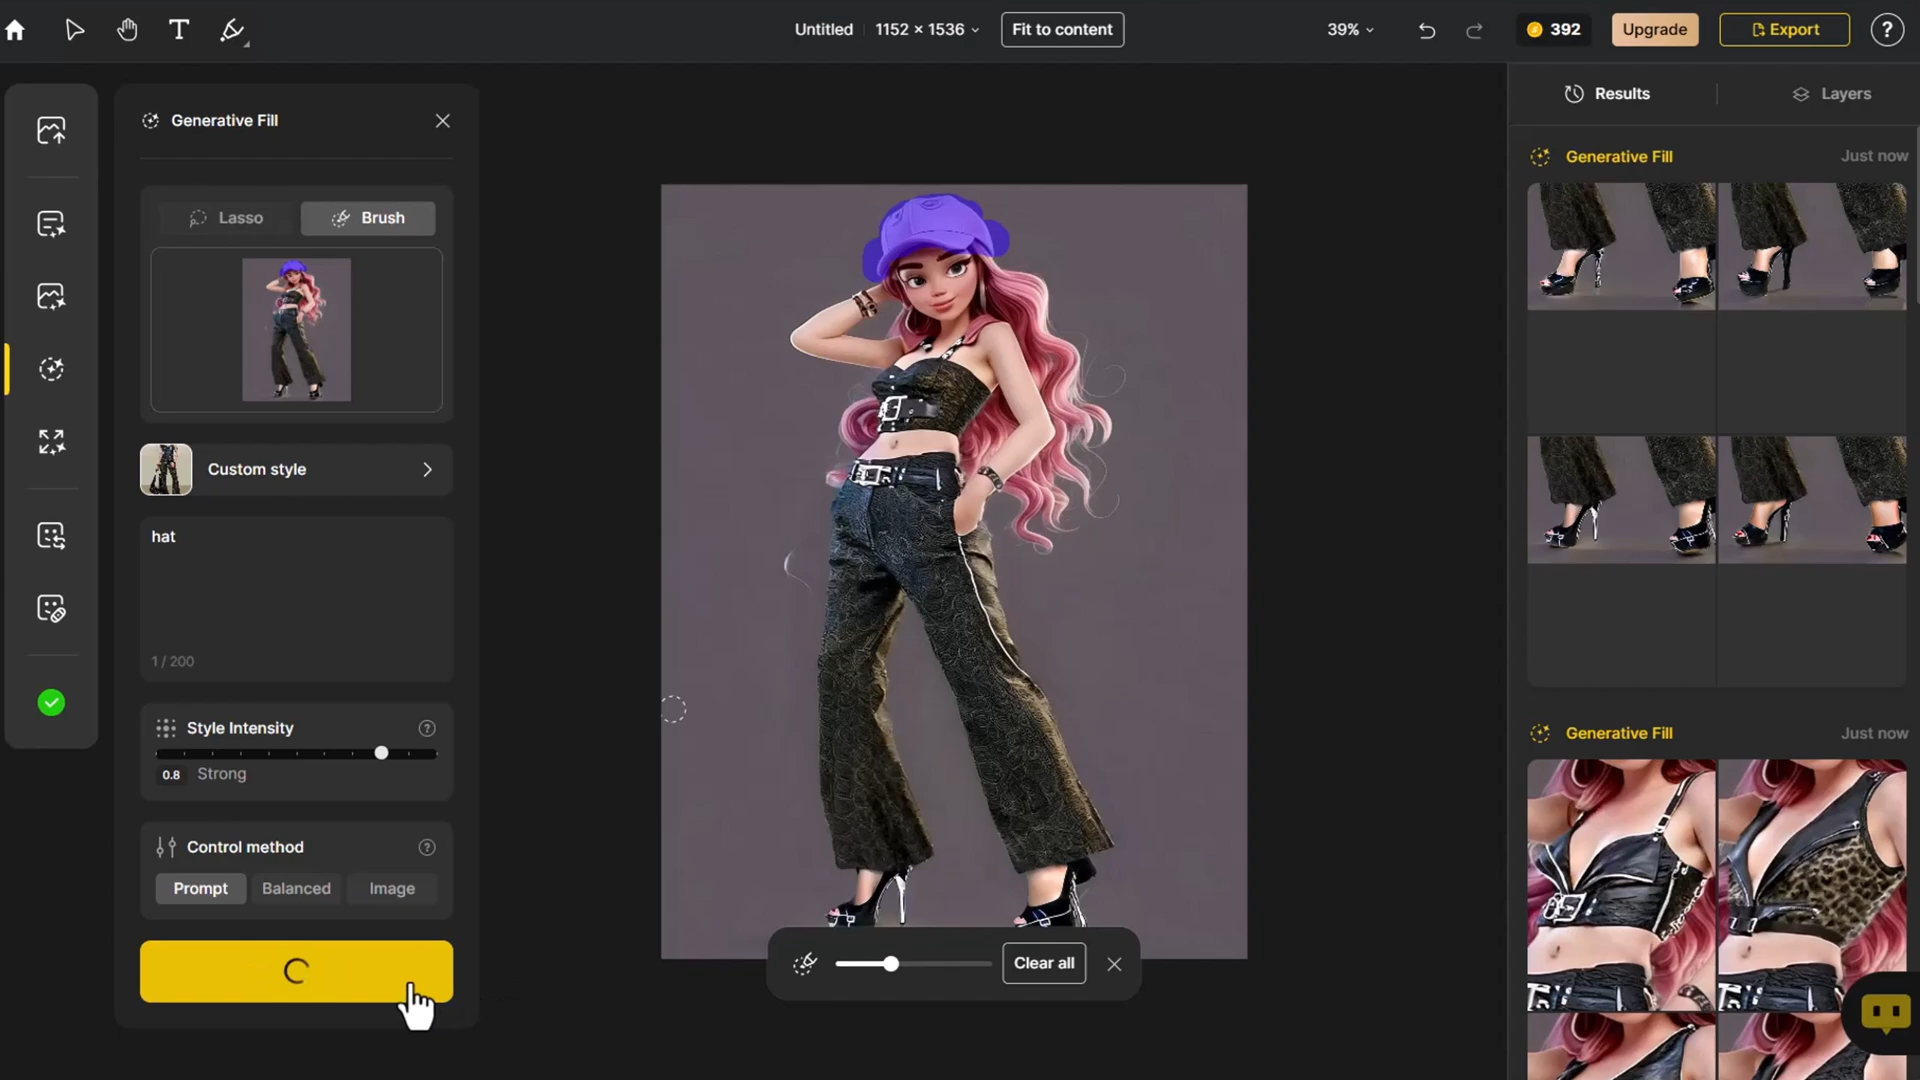 T
Untitled
1152 × 1536
Fit to content
39%
392
Upgrade
Export
?
Generative Fill
Lasso
Brush
Custom style
hat
1 / 200
Style Intensity
?
0.8
Strong
Control method
?
Prompt
Balanced
Image
Clear all
Results
Layers
Generative Fill
Just now
Generative Fill
Just now